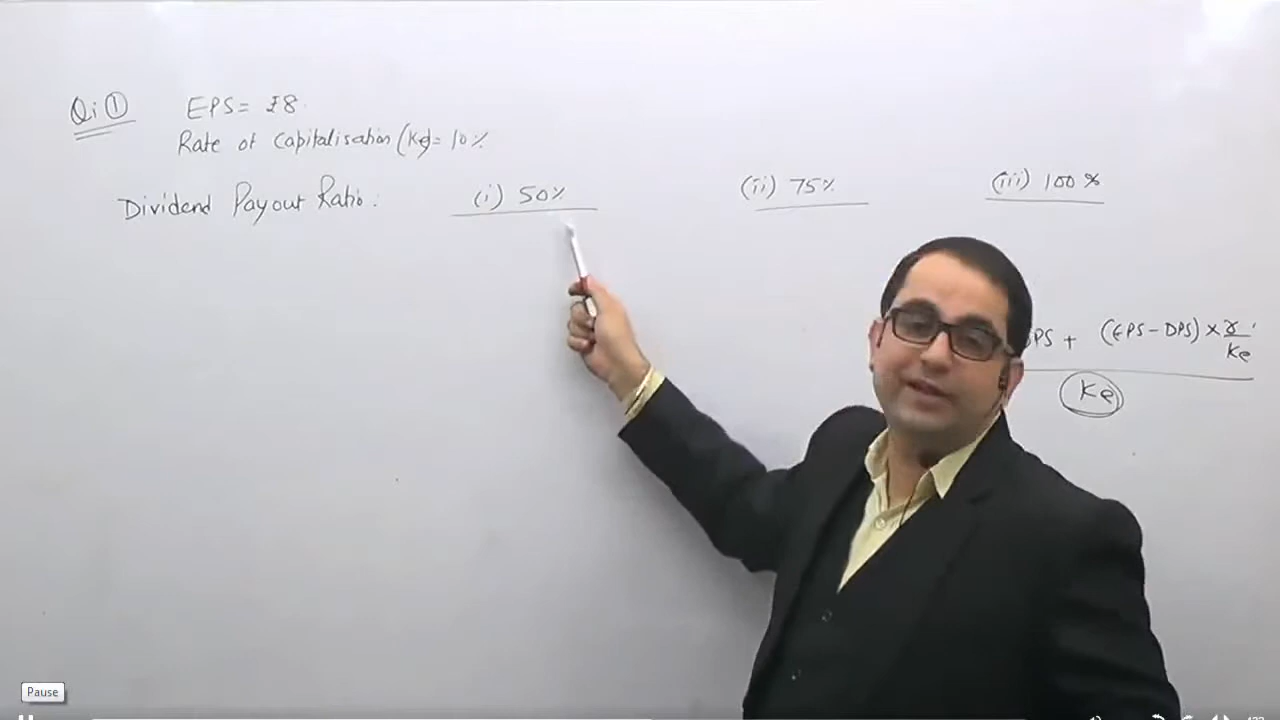 Qi ① EPS = ₹8
Rate of Capitalisation (Ke) = 10%
Dividend Payout Ratio : (i) 50% (ii) 75% (iii) 100%
PS + (EPS - DPS) × r
Ke
Ke
Pause